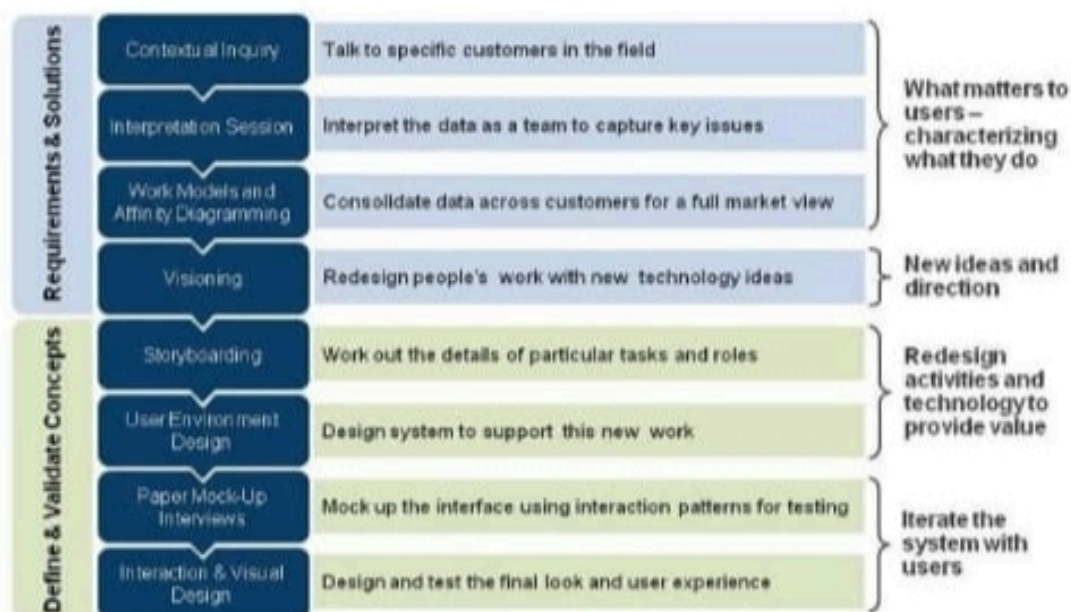 Requirements & Solutions
Contextual Inquiry
Talk to specific customers in the field
Interpretation Session
Interpret the data as a team to capture key issues
Work Models and
Affinity Diagramming
Consolidate data across customers for a full market view
What matters to
users –
characterizing
what they do
Visioning
Redesign people's work with new technology ideas
New ideas and
direction
Define & Validate Concepts
Storyboarding
Work out the details of particular tasks and roles
User Environment
Design
Design system to support this new work
Redesign
activities and
technology to
provide value
Paper Mock-Up
Interviews
Mock up the interface using interaction patterns for testing
Interaction & Visual
Design
Design and test the final look and user experience
Iterate the
system with
users